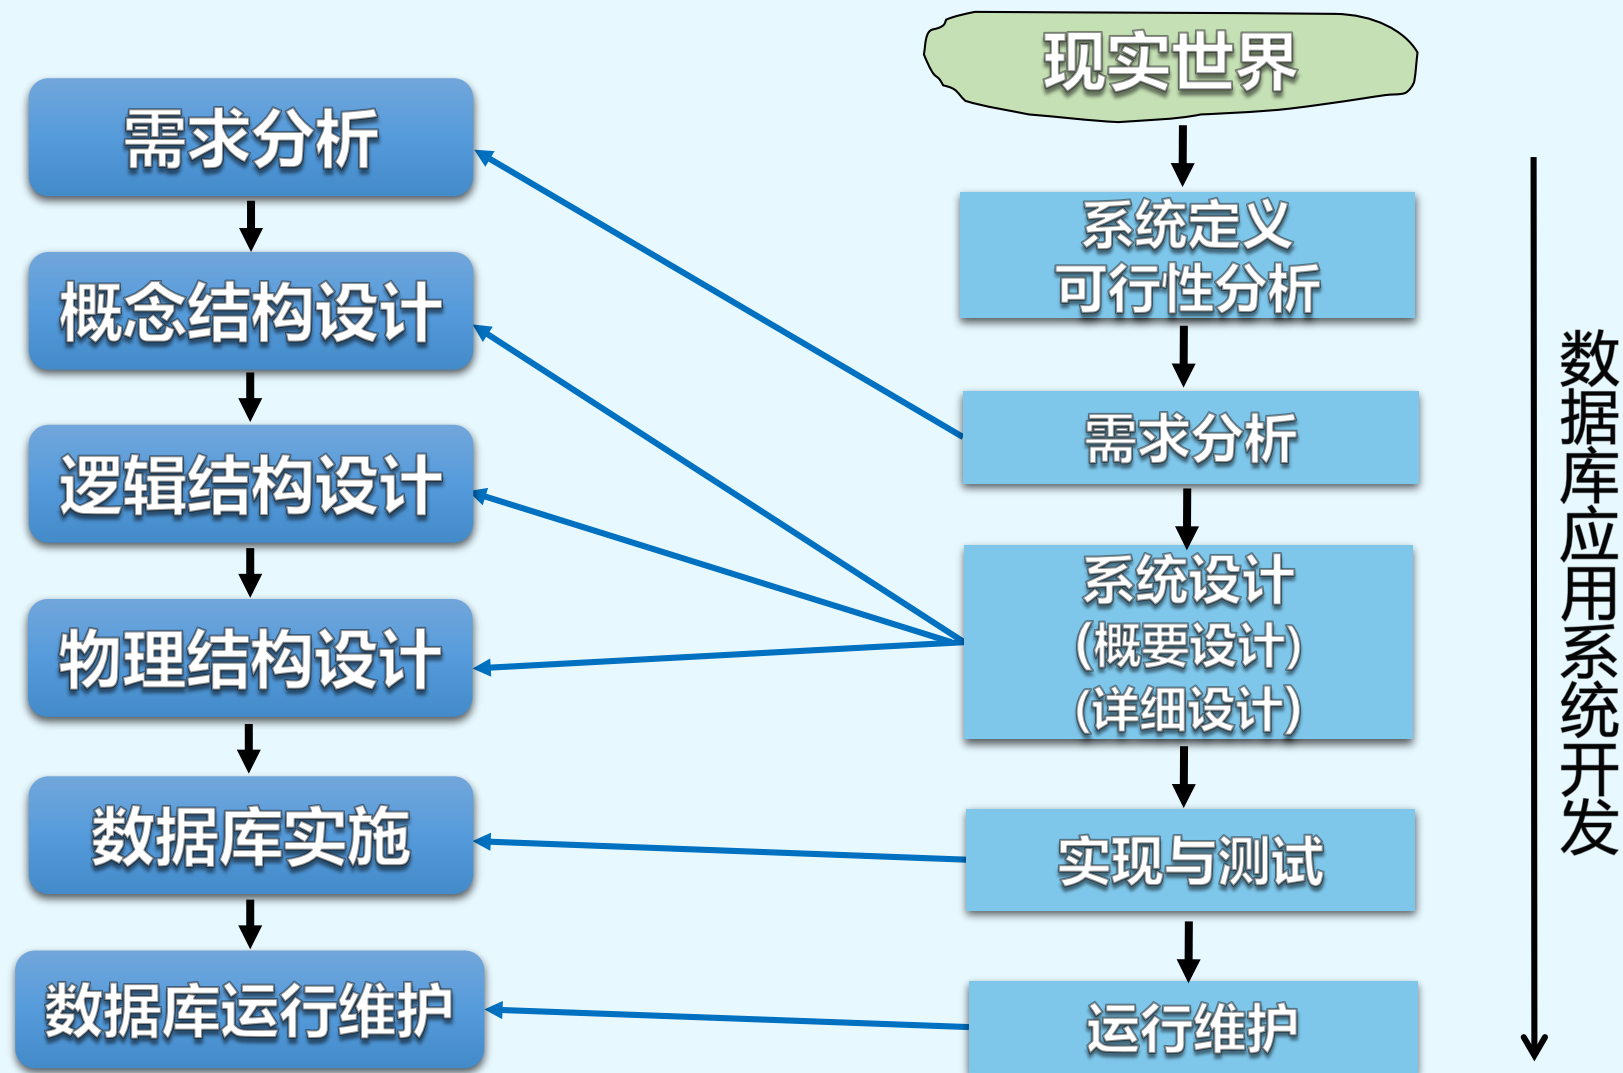 需求分析
概念结构设计
逻辑结构设计
物理结构设计
数据库实施
数据库运行维护
现实世界
系统定义
可行性分析
需求分析
系统设计
（概要设计）
（详细设计）
实现与测试
运行维护
数据库应用系统开发